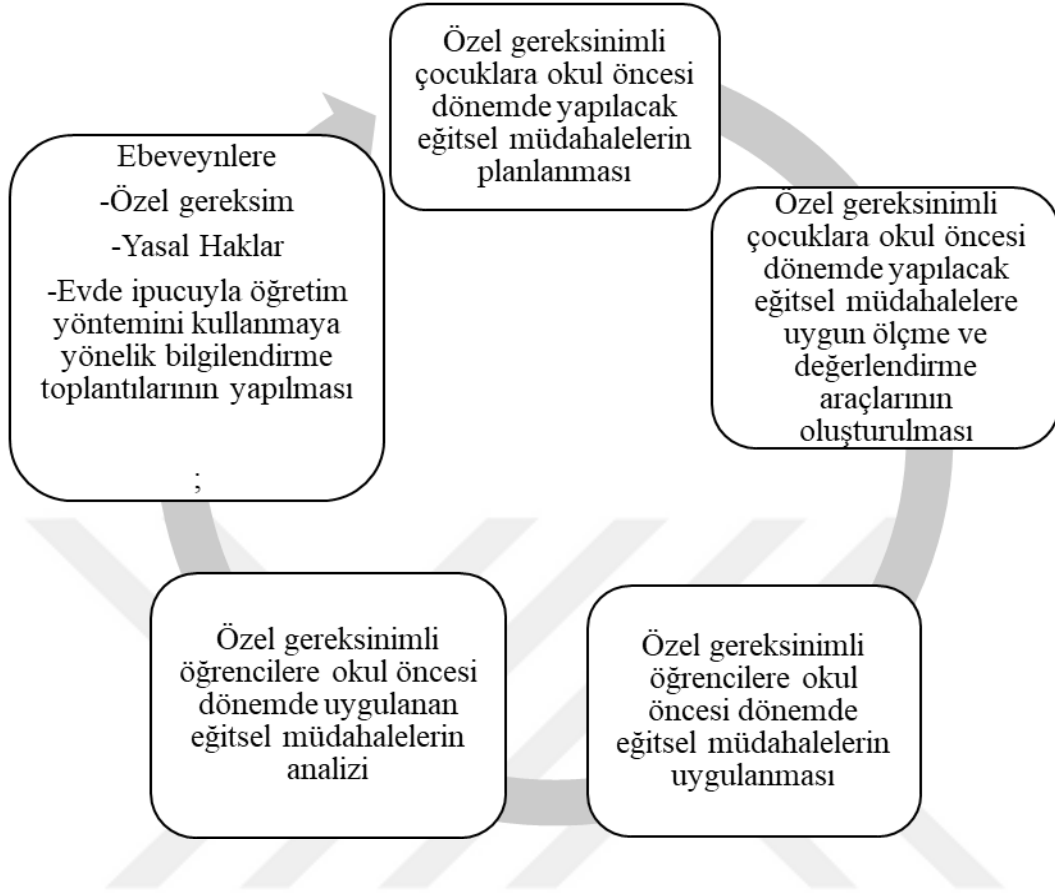 Özel gereksinimli
çocuklara okul öncesi
dönemde yapılacak
eğitsel müdahalelerin
planlanması
Özel gereksinimli
çocuklara okul öncesi
dönemde yapılacak
eğitsel müdahalelere
uygun ölçme ve
değerlendirme
araçlarının
oluşturulması
Özel gereksinimli
öğrencilere okul
öncesi dönemde
eğitsel müdahalelerin
uygulanması
Özel gereksinimli
öğrencilere okul öncesi
dönemde uygulanan
eğitsel müdahalelerin
analizi
Ebeveynlere
-Özel gereksim
-Yasal Haklar
-Evde ipucuyla öğretim
yöntemini kullanmaya
yönelik bilgilendirme
toplantılarının yapılması
;